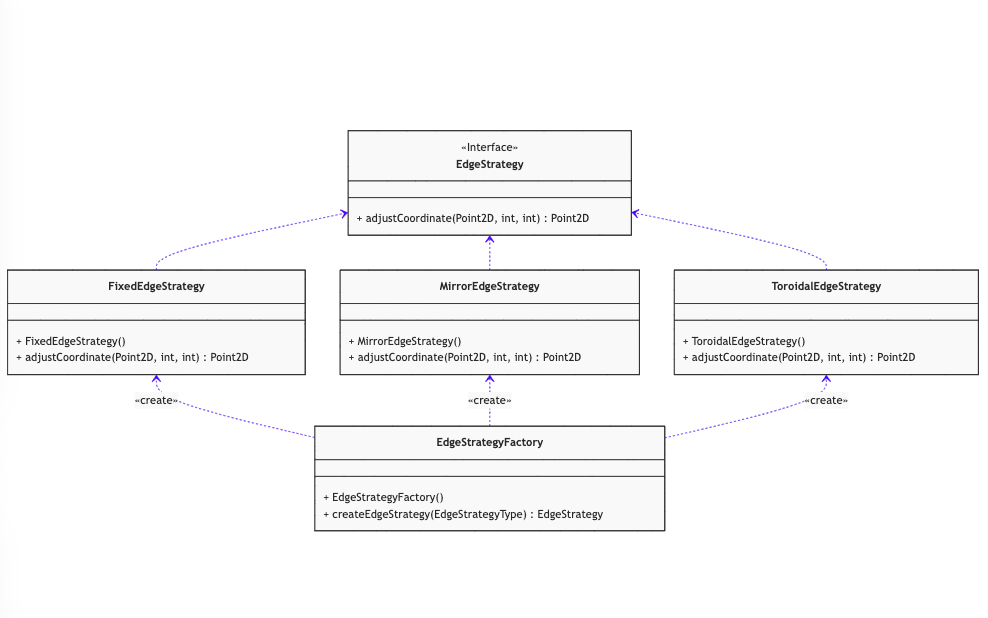 «Interface»
EdgeStrategy
+ adjustCoordinate(Point2D, int, int) : Point2D
FixedEdgeStrategy
+ FixedEdgeStrategy()
+ adjustCoordinate(Point2D, int, int) : Point2D
MirrorEdgeStrategy
+ MirrorEdgeStrategy()
+ adjustCoordinate(Point2D, int, int) : Point2D
ToroidalEdgeStrategy
+ ToroidalEdgeStrategy()
+ adjustCoordinate(Point2D, int, int) : Point2D
«create»
«create»
«create»
EdgeStrategyFactory
+ EdgeStrategyFactory()
+ createEdgeStrategy(EdgeStrategyType) : EdgeStrategy